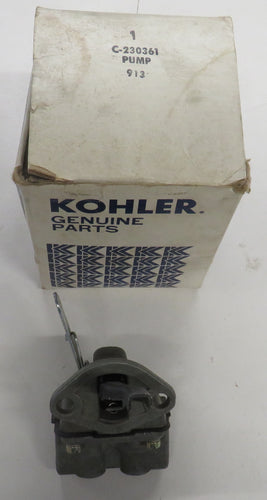 1
C-230361
PUMP
913
KOHLER.
GENUINE
PARTS